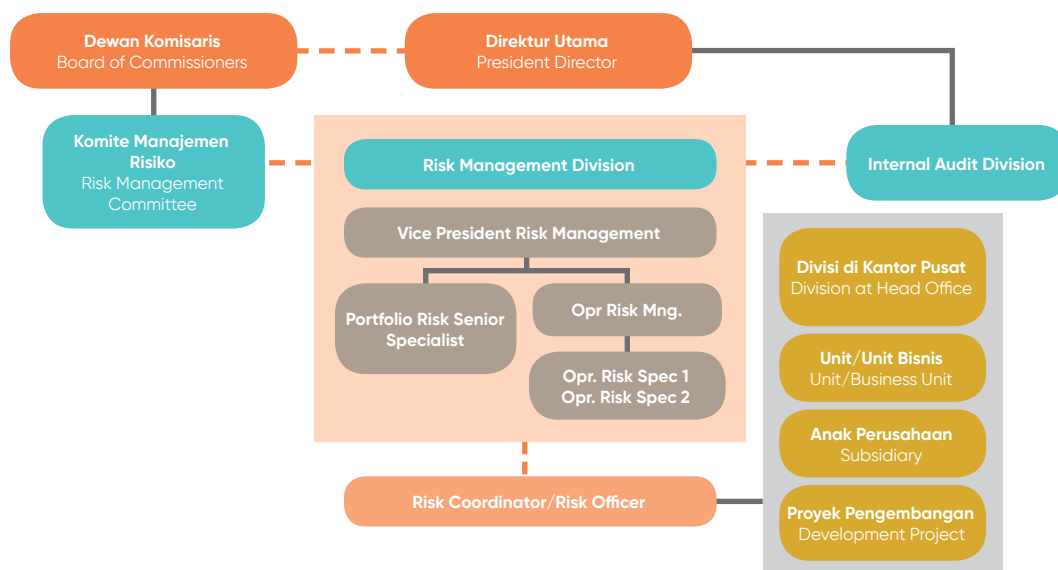 Dewan Komisaris
Board of Commissioners
Direktur Utama
President Director
Komite Manajemen
Risiko
Risk Management
Committee
Risk Management Division
Internal Audit Division
Vice President Risk Management
Portfolio Risk Senior
Specialist
Opr Risk Mng.
Opr. Risk Spec 1
Opr. Risk Spec 2
Divisi di Kantor Pusat
Division at Head Office
Unit/Unit Bisnis
Unit/Business Unit
Anak Perusahaan
Subsidiary
Proyek Pengembangan
Development Project
Risk Coordinator/Risk Officer